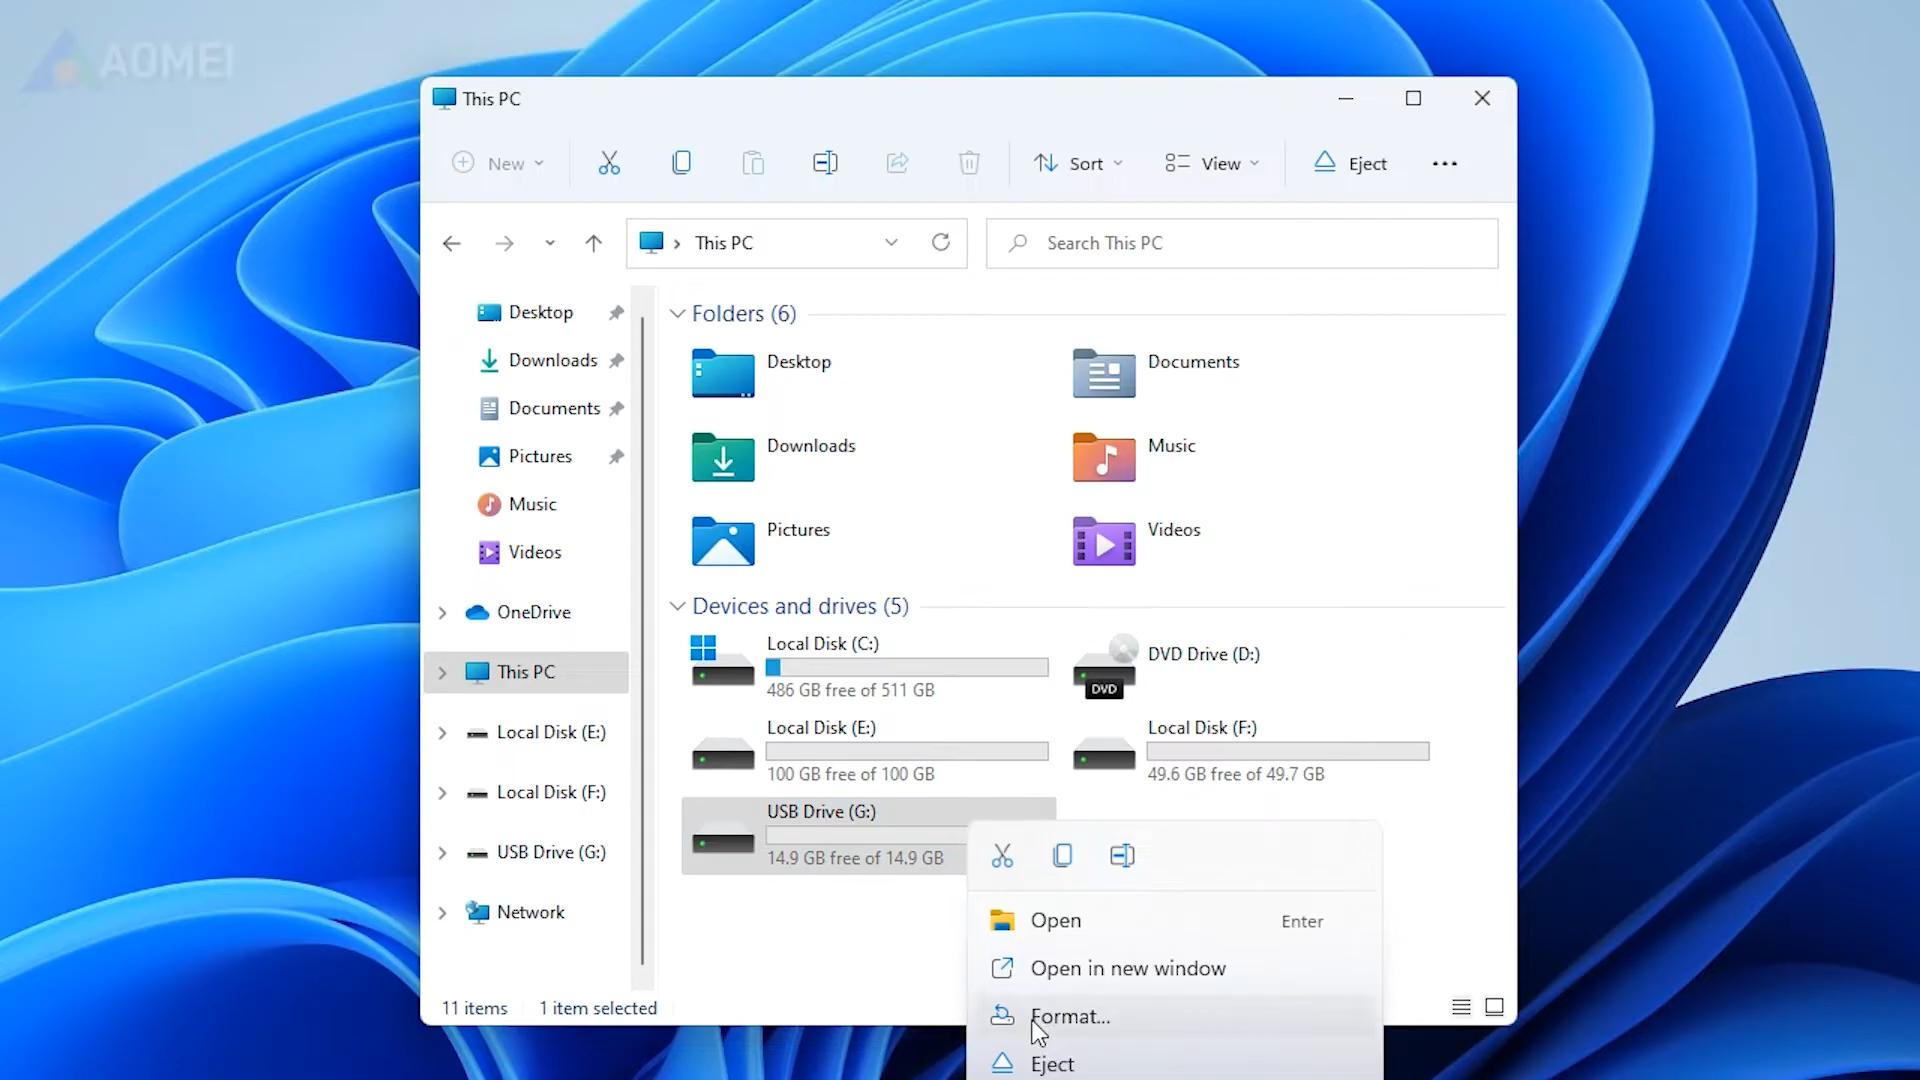 AOMEI
This PC
New
Sort
View
Eject
This PC
Search This PC
Desktop
Downloads
Documents
Pictures
Music
Videos
OneDrive
This PC
Local Disk (E:)
Local Disk (F:)
USB Drive (G:)
Network
Folders (6)
Desktop
Documents
Downloads
Music
Pictures
Videos
Devices and drives (5)
Local Disk (C:)
486 GB free of 511 GB
DVD Drive (D:)
DVD
Local Disk (E:)
100 GB free of 100 GB
Local Disk (F:)
49.6 GB free of 49.7 GB
USB Drive (G:)
14.9 GB free of 14.9 GB
Open Enter
Open in new window
Format...
Eject
11 items 1 item selected